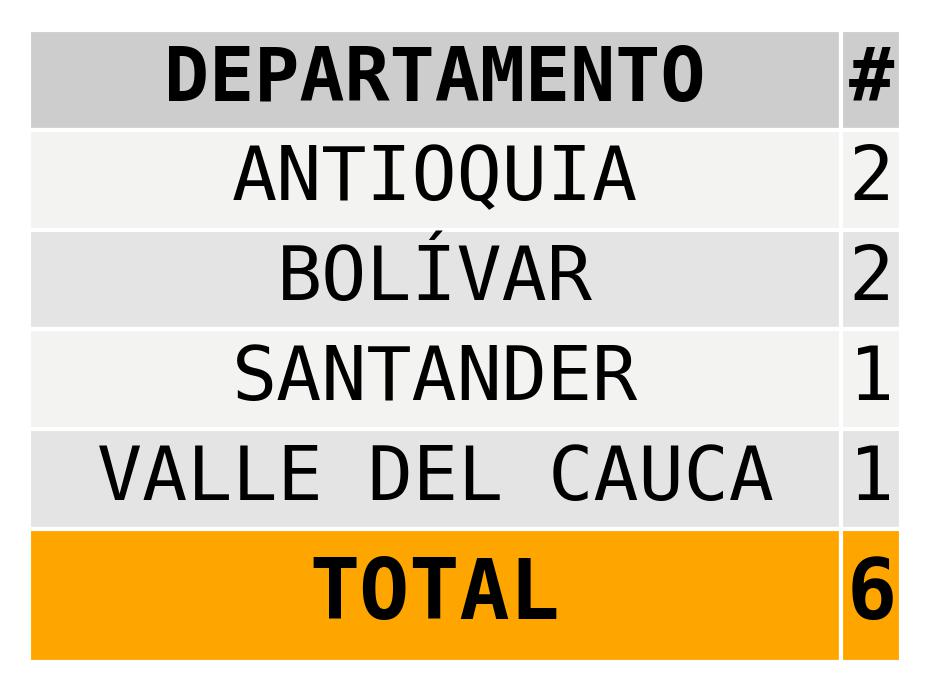 DEPARTAMENTO #
ANTIOQUIA 2
BOLÍVAR 2
SANTANDER 1
VALLE DEL CAUCA 1
TOTAL 6